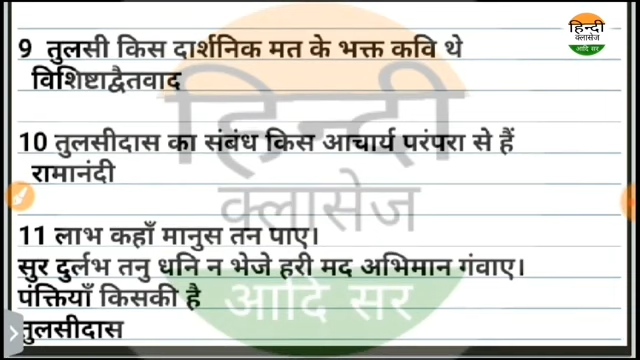 हिन्दी
क्लासेज
आदि सर
9 तुलसी किस दार्शनिक मत के भक्त कवि थे
विशिष्टाद्वैतवाद
10 तुलसीदास का संबंध किस आचार्य परंपरा से हैं
रामानंदी
11 लाभ कहाँ मानुस तन पाए।
सुर दुर्लभ तनु धनि न भेजे हरी मद अभिमान गंवाए।
पंक्तियाँ किसकी है
तुलसीदास
हिन्दी
क्लासेज
आदि सर